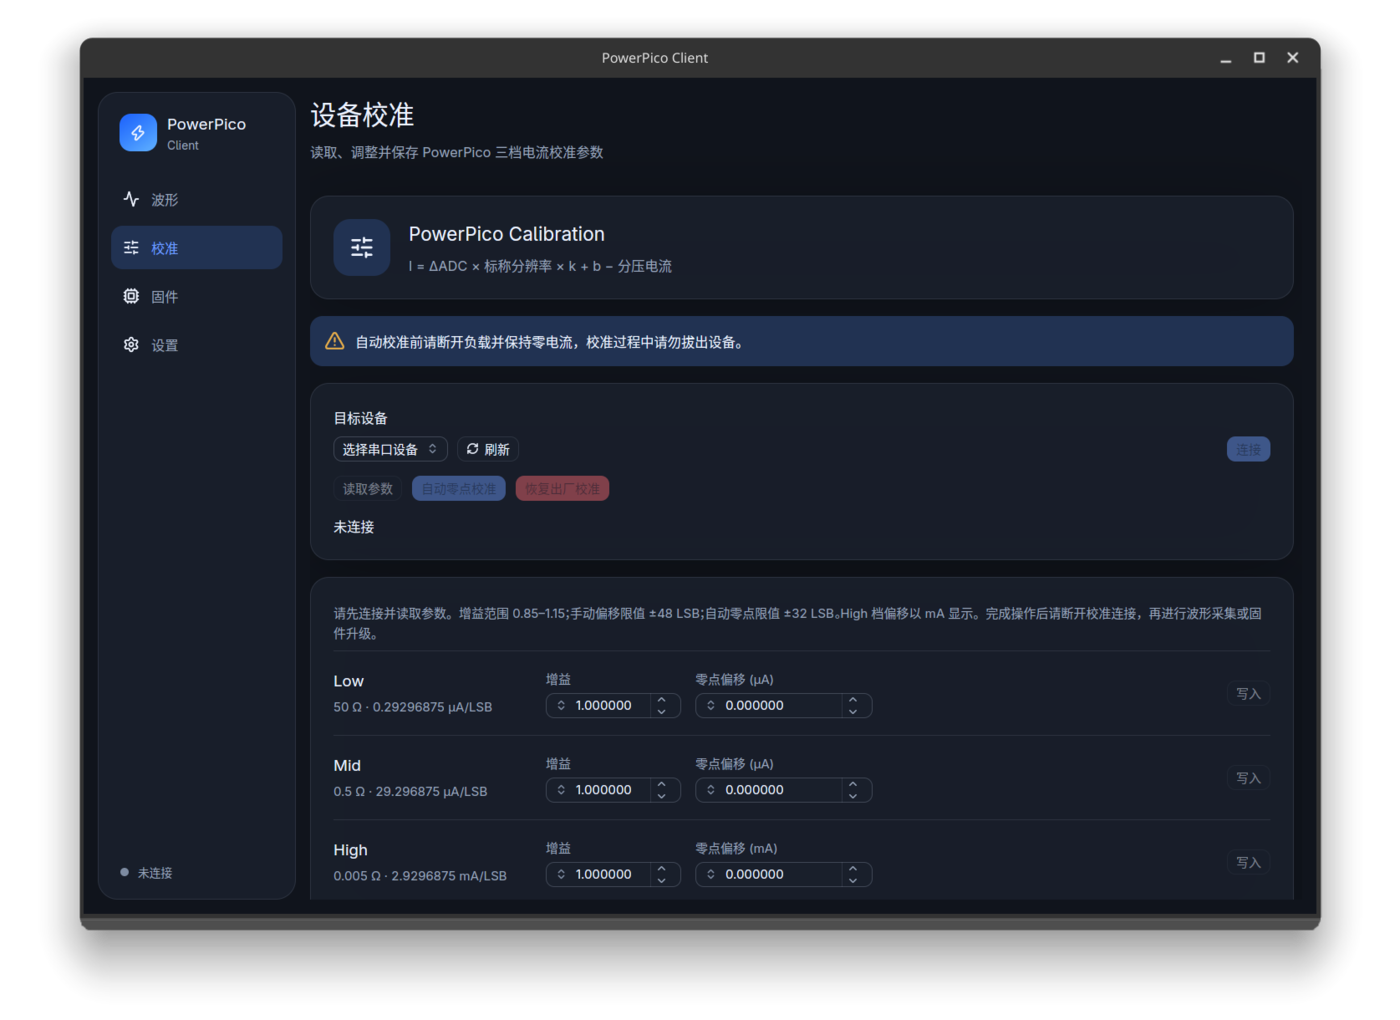 PowerPico Client
PowerPico
Client
波形
校准
固件
设置
未连接
设备校准
读取、调整并保存 PowerPico 三档电流校准参数
PowerPico Calibration
I = ΔADC × 标称分辨率 × k + b − 分压电流
自动校准前请断开负载并保持零电流，校准过程中请勿拔出设备。
目标设备
选择串口设备
刷新
连接
读取参数
自动零点校准
恢复出厂校准
未连接
请先连接并读取参数。增益范围 0.85–1.15；手动偏移限值 ±48 LSB；自动零点限值 ±32 LSB。High 档偏移以 mA 显示。完成操作后请断开校准连接，再进行波形采集或固
件升级。
Low
50 Ω · 0.29296875 µA/LSB
增益
1.000000
零点偏移 (µA)
0.000000
写入
Mid
0.5 Ω · 29.296875 µA/LSB
增益
1.000000
零点偏移 (µA)
0.000000
写入
High
0.005 Ω · 2.9296875 mA/LSB
增益
1.000000
零点偏移 (mA)
0.000000
写入